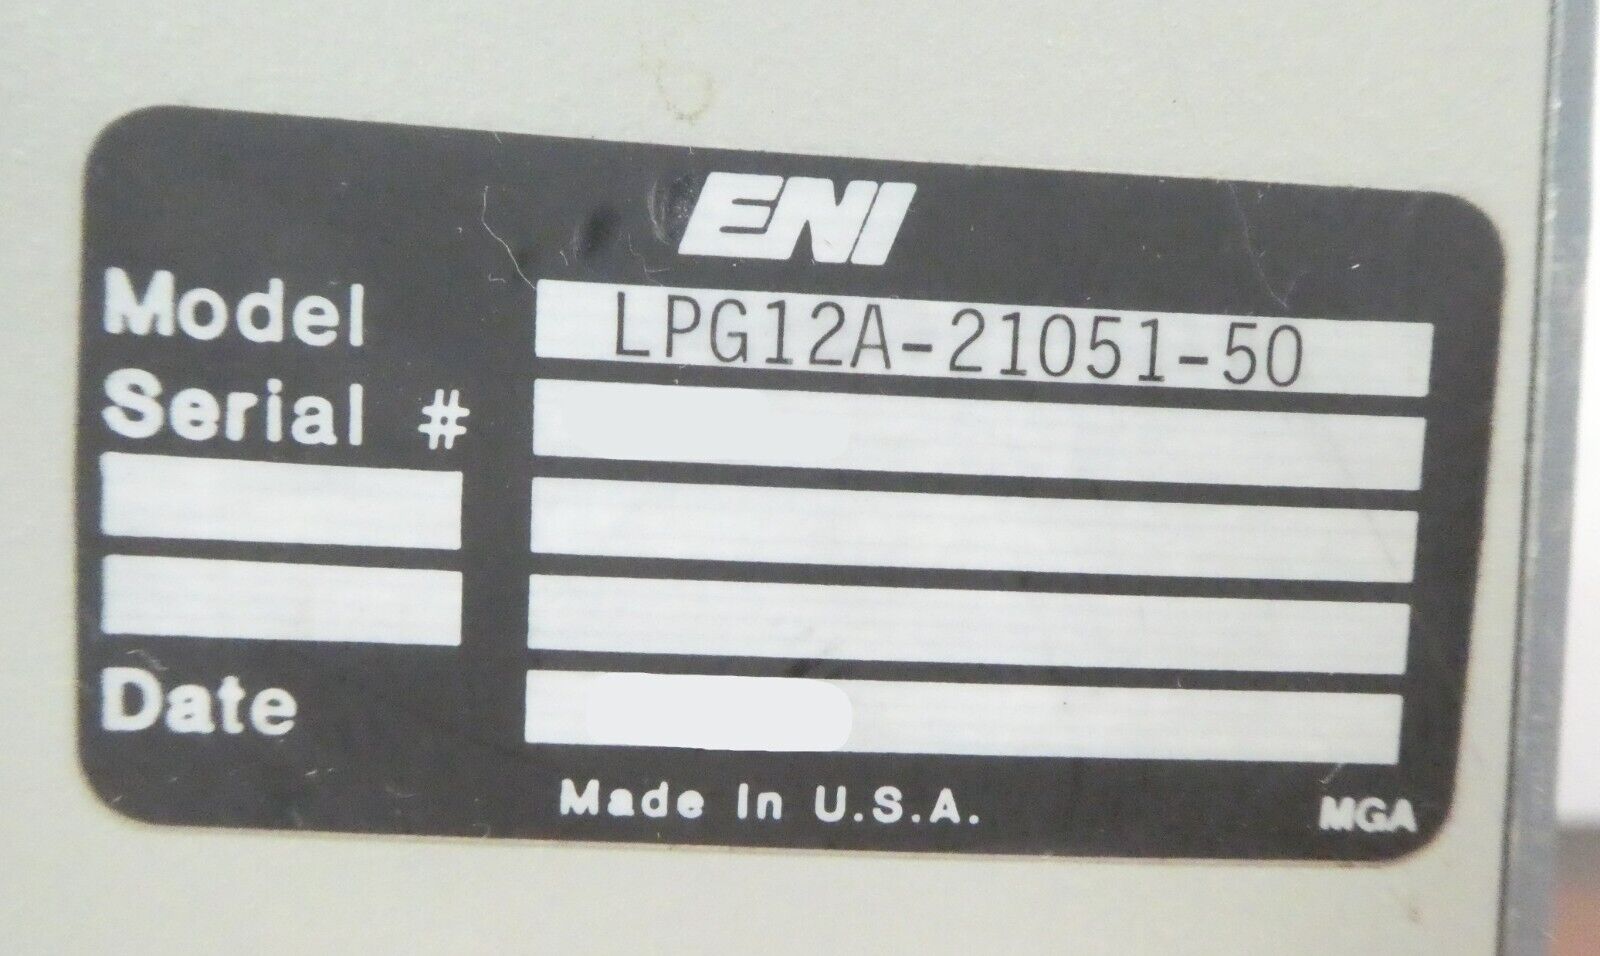 ENI
Model LPG12A-21051-50
Serial #
Date
Made In U.S.A.
MGA